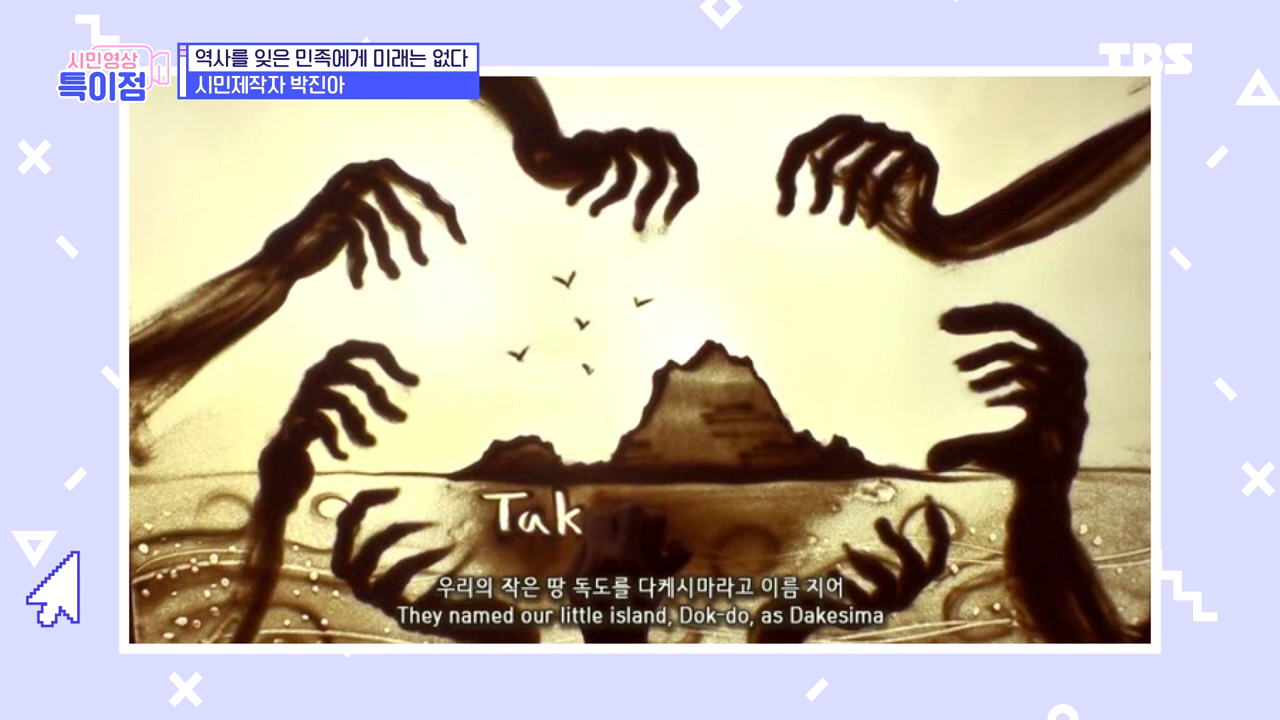 시민영상
특이점
역사를 잊은 민족에게 미래는 없다
시민제작자 박진아
TBS
Tak
우리의 작은 땅 독도를 다케시마라고 이름 지어
They named our little island, Dok-do, as Dakesima